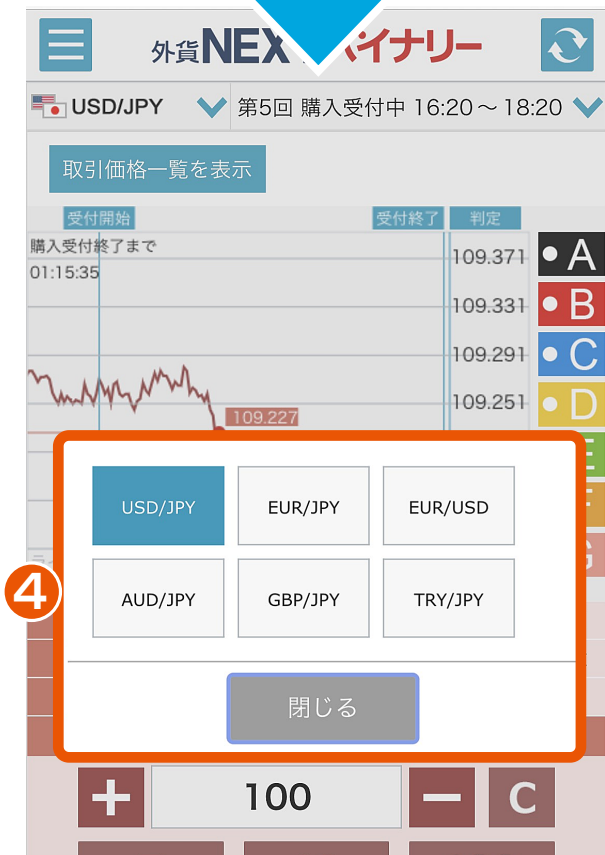 外貨NEXバイナリー
USD/JPY 第5回 購入受付中 16:20～18:20
取引価格一覧を表示
受付開始 受付終了 判定
購入受付終了まで
01:15:35
109.371 A
109.331 B
109.291 C
109.251 D
109.227
E
F
G
USD/JPY EUR/JPY EUR/USD
4
AUD/JPY GBP/JPY TRY/JPY
閉じる
+ 100 − C